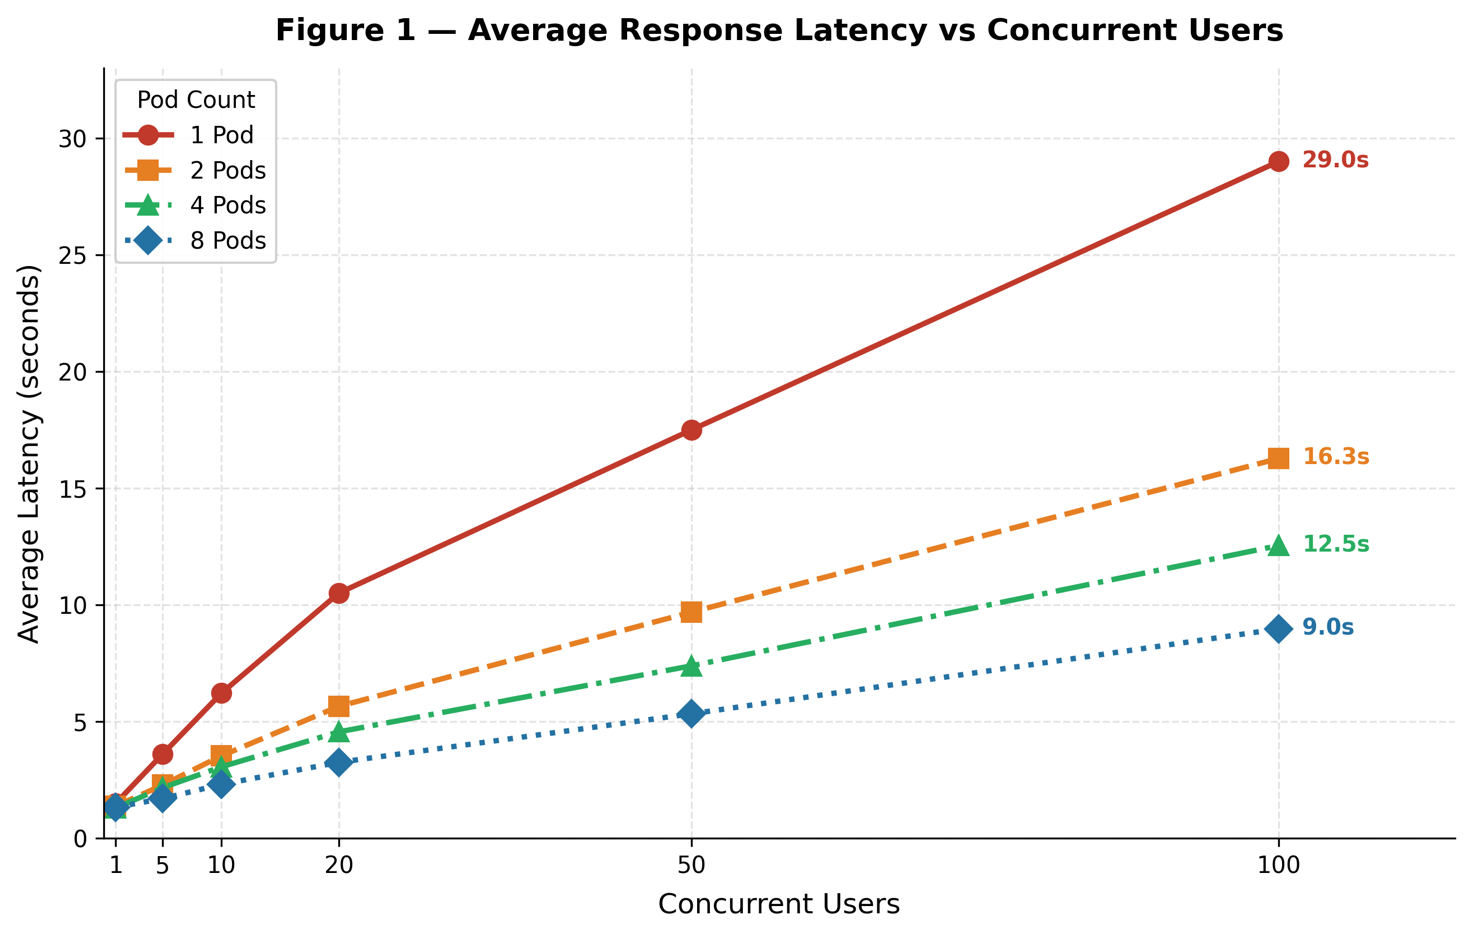 Figure 1 — Average Response Latency vs Concurrent Users
Pod Count
1 Pod
2 Pods
4 Pods
8 Pods
Average Latency (seconds)
30
25
20
15
10
5
0
29.0s
16.3s
12.5s
9.0s
1 5 10 20 50 100
Concurrent Users